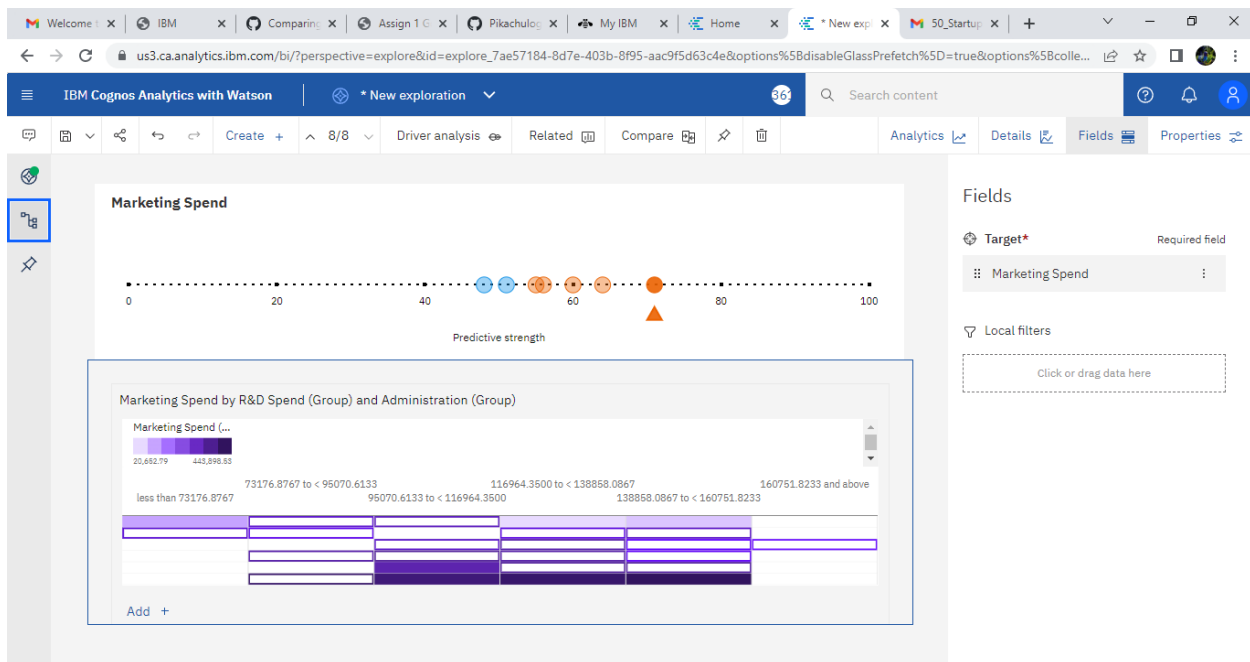 Welcome t
IBM
Comparing
Assign 1 G
Pikachulog
My IBM
Home
* New expl
50_Startup
us3.ca.analytics.ibm.com/bi/?perspective=explore&id=explore_7ae57184-8d7e-403b-8f95-aac9f5d63c4e&options%5BdisableGlassPrefetch%5D=true&options%5Bcolle...
IBM Cognos Analytics with Watson
* New exploration
361
Search content
Create +
8/8
Driver analysis
Related
Compare
Analytics
Details
Fields
Properties
Marketing Spend
0
20
40
60
80
100
Predictive strength
Marketing Spend by R&D Spend (Group) and Administration (Group)
Marketing Spend (...
20,652.79 443,898.53
73176.8767 to < 95070.6133 116964.3500 to < 138858.0867 160751.8233 and above
less than 73176.8767 95070.6133 to < 116964.3500 138858.0867 to < 160751.8233
Add +
Fields
Target* Required field
Marketing Spend
Local filters
Click or drag data here